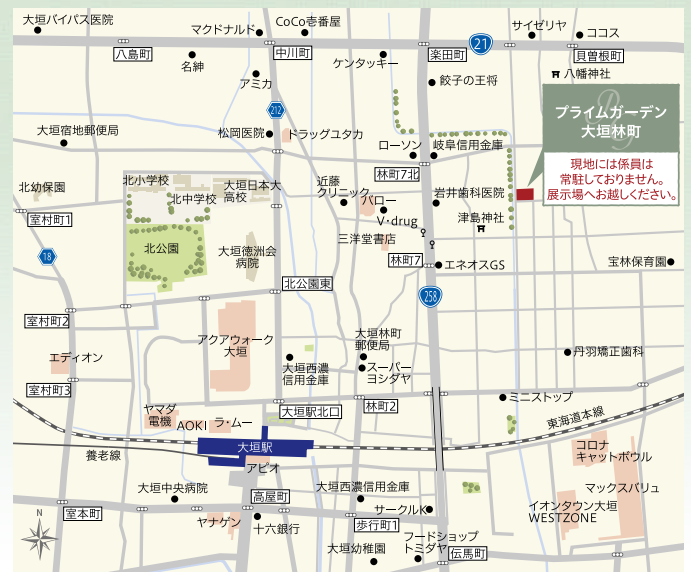 大垣バイパス医院
マクドナルド
CoCo壱番屋
サイゼリヤ
ココス
八島町
名紳
中川町
ケンタッキー
楽田町
21
貝曽根町
アミカ
餃子の王将
八幡神社
212
プライムガーデン
大垣林町
大垣宿地郵便局
松岡医院
ドラッグユタカ
ローソン
岐阜信用金庫
現地には係員は
常駐しておりません。
展示場へお越しください。
林町7北
北幼保園
北小学校
北中学校
大垣日本大
高校
近藤
クリニック
バロー
岩井歯科医院
V・drug
津島神社
室村町1
三洋堂書店
北公園
大垣徳洲会
病院
18
林町7
エネオスGS
宝林保育園
北公園東
258
室村町2
アクアウォーク
大垣
大垣林町
郵便局
エディオン
大垣西濃
信用金庫
スーパー
ヨシダヤ
丹羽矯正歯科
室村町3
ミニストップ
ヤマダ
電機
AOKI
ラ・ムー
大垣駅北口
林町2
東海道本線
養老線
大垣駅
アピオ
コロナ
キャットボウル
大垣中央病院
高屋町
大垣西濃信用金庫
マックスバリュ
室本町
ヤナゲン
十六銀行
サークルK
歩行町1
イオンタウン大垣
WESTZONE
N
大垣幼稚園
フードショップ
トミダヤ
伝馬町